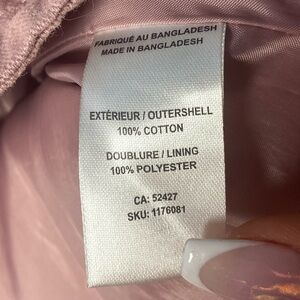 FABRIQUÉ AU BANGLADESH
MADE IN BANGLADESH
EXTÉRIEUR / OUTERSHELL
100% COTTON
DOUBLURE / LINING
100% POLYESTER
CA: 52427
SKU: 1176081